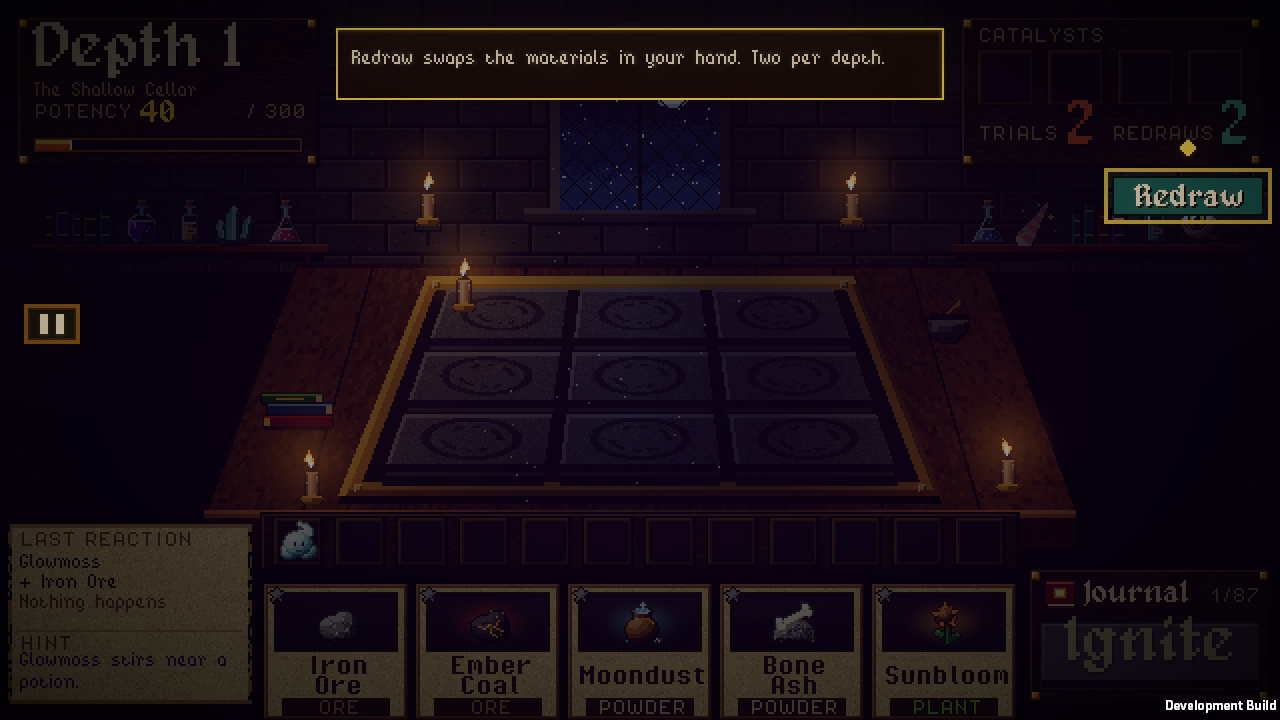 Depth 1
The Shallow Cellar
POTENCY 40 / 300
Redraw swaps the materials in your hand. Two per depth.
CATALYSTS
TRIALS 2 REDRAWS 2
Redraw
LAST REACTION
Glowmoss
+ Iron Ore
Nothing happens
HINT
Glowmoss stirs near a
potion.
Iron
Ore
ORE
Ember
Coal
ORE
Moondust
POWDER
Bone
Ash
POWDER
Sunbloom
PLANT
Journal 1/87
Ignite
Development Build